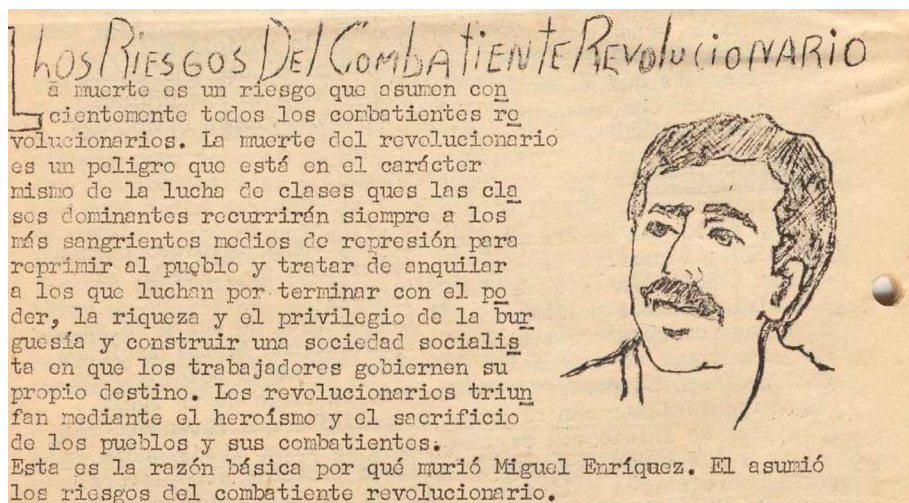 Los Riesgos Del Combatiente Revolucionario
La muerte es un riesgo que asumen con
cientemente todos los combatientes re
volucionarios. La muerte del revolucionario
es un peligro que está en el carácter
mismo de la lucha de clases ques las cla
ses dominantes recurrirán siempre a los
más sangrientos medios de represión para
reprimir al pueblo y tratar de anquilar
a los que luchan por terminar con el po
der, la riqueza y el privilegio de la bur
guesía y construir una sociedad socialis
ta en que los trabajadores gobiernen su
propio destino. Los revolucionarios triun
fan mediante el heroísmo y el sacrificio
de los pueblos y sus combatientes.
Esta es la razón básica por qué murió Miguel Enríquez. El asumió
los riesgos del combatiente revolucionario.